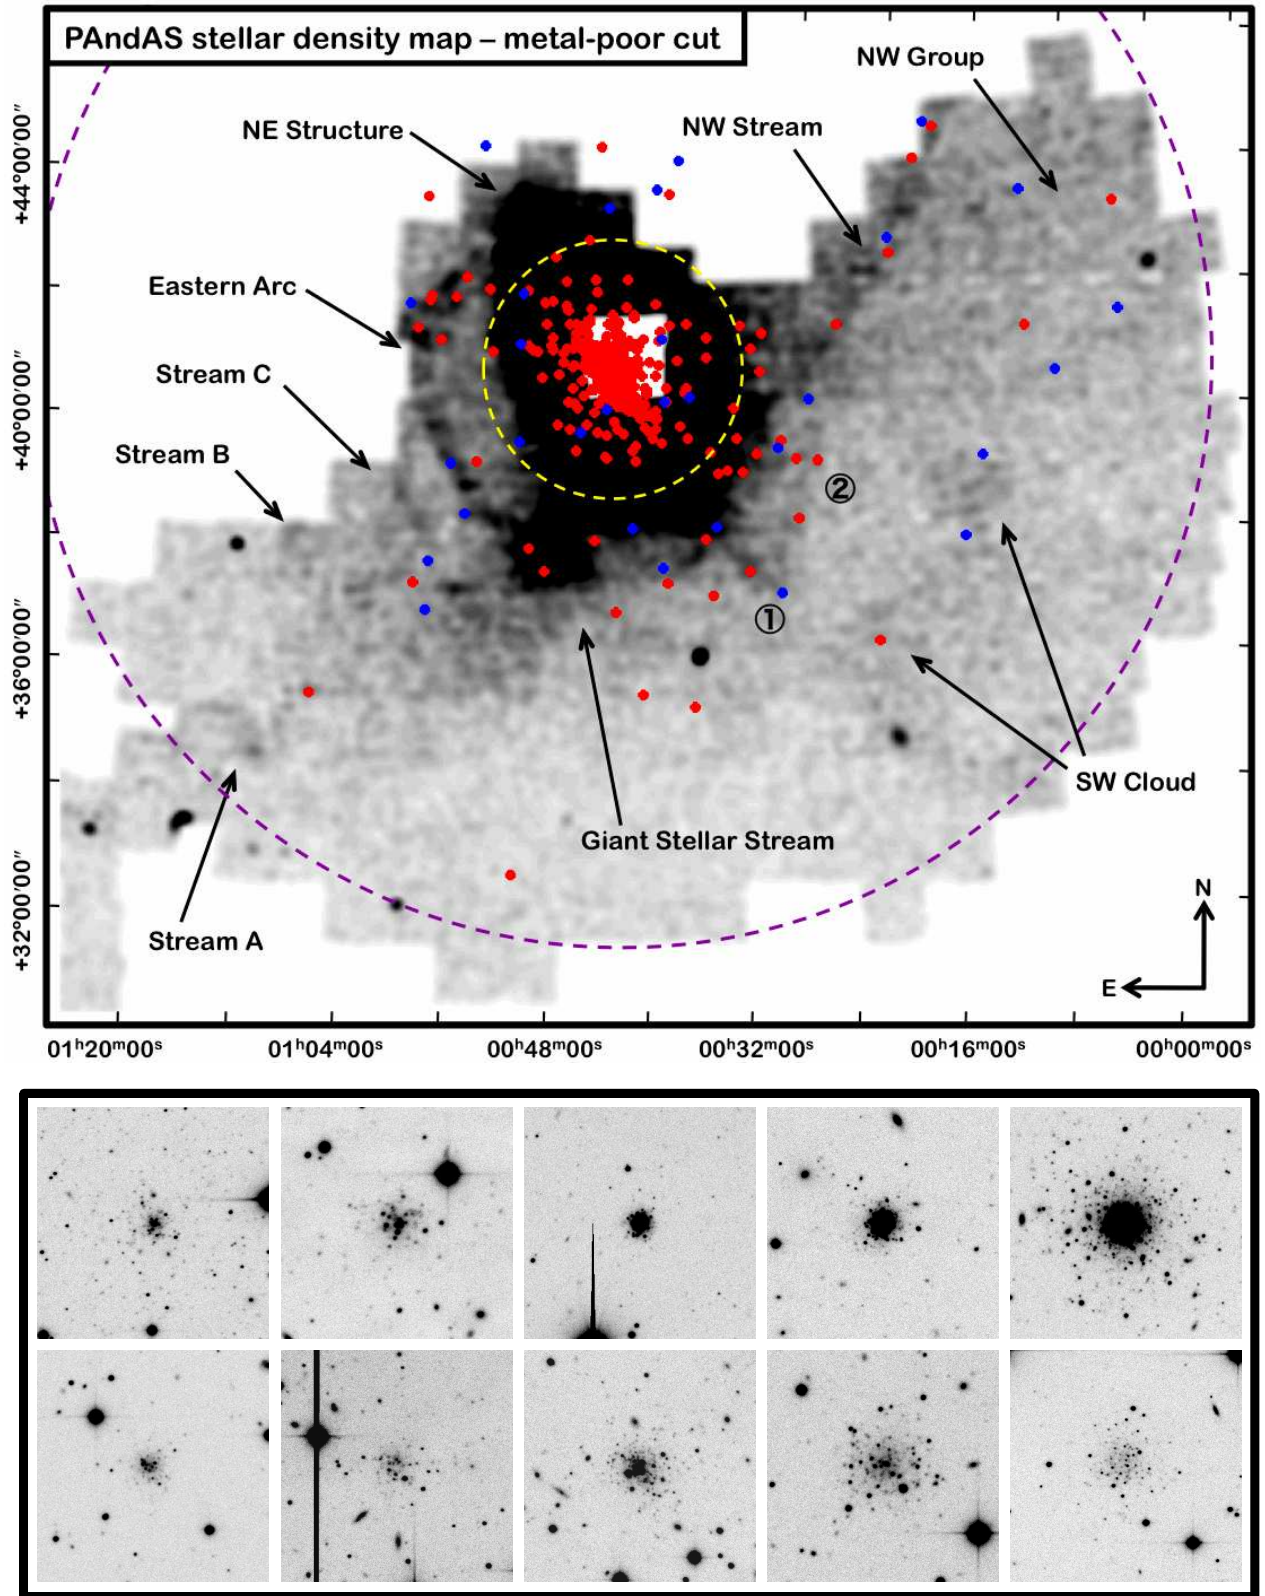 PAndAS stellar density map – metal-poor cut
NW Group
NE Structure
NW Stream
+44°00′00″
Eastern Arc
Stream C
+40°00′00″
Stream B
②
①
+36°00′00″
SW Cloud
Giant Stellar Stream
+32°00′00″
N
Stream A
E
01ʰ20ᵐ00ˢ 01ʰ04ᵐ00ˢ 00ʰ48ᵐ00ˢ 00ʰ32ᵐ00ˢ 00ʰ16ᵐ00ˢ 00ʰ00ᵐ00ˢ